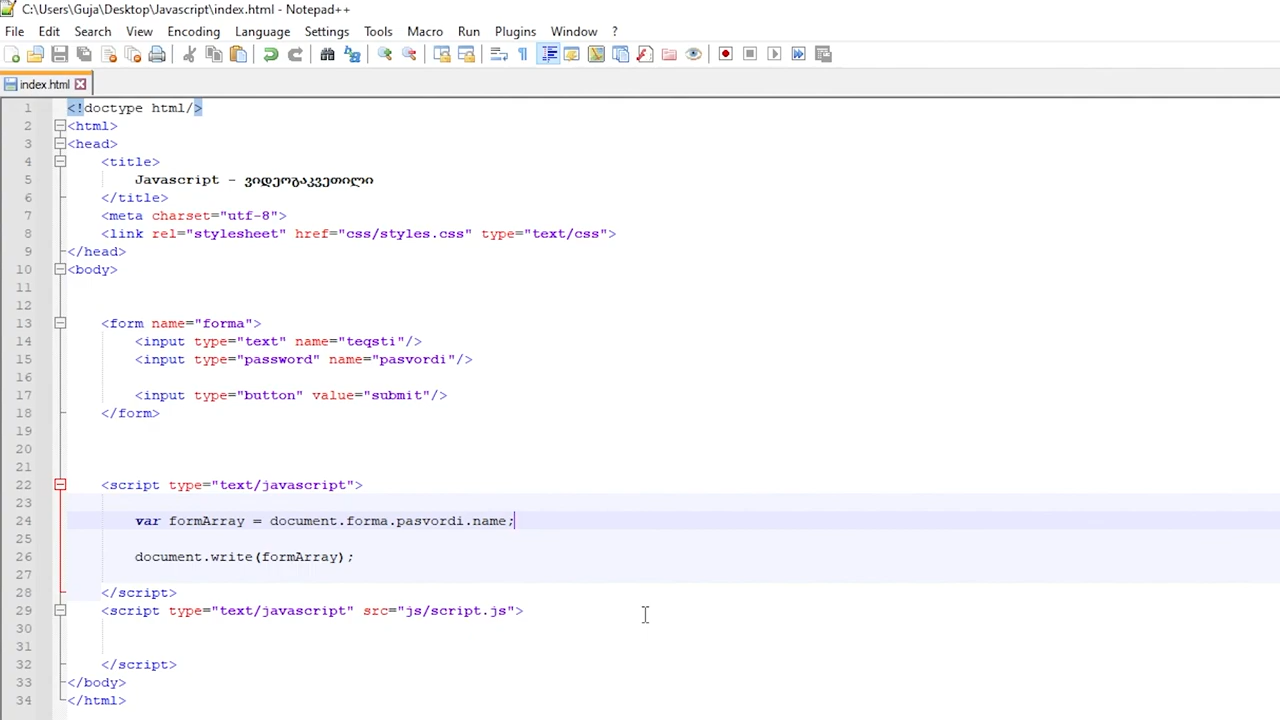 C:\Users\Guja\Desktop\Javascript\index.html - Notepad++
File Edit Search View Encoding Language Settings Tools Macro Run Plugins Window ?
index.html
1 <!doctype html/>
2 <html>
3 <head>
4 <title>
5 Javascript - ვიდეოგაკვეთილი
6 </title>
7 <meta charset="utf-8">
8 <link rel="stylesheet" href="css/styles.css" type="text/css">
9 </head>
10 <body>
11
12
13 <form name="forma">
14 <input type="text" name="teqsti"/>
15 <input type="password" name="pasvordi"/>
16
17 <input type="button" value="submit"/>
18 </form>
19
20
21
22 <script type="text/javascript">
23
24 var formArray = document.forma.pasvordi.name;
25
26 document.write(formArray);
27
28 </script>
29 <script type="text/javascript" src="js/script.js">
30
31
32 </script>
33 </body>
34 </html>